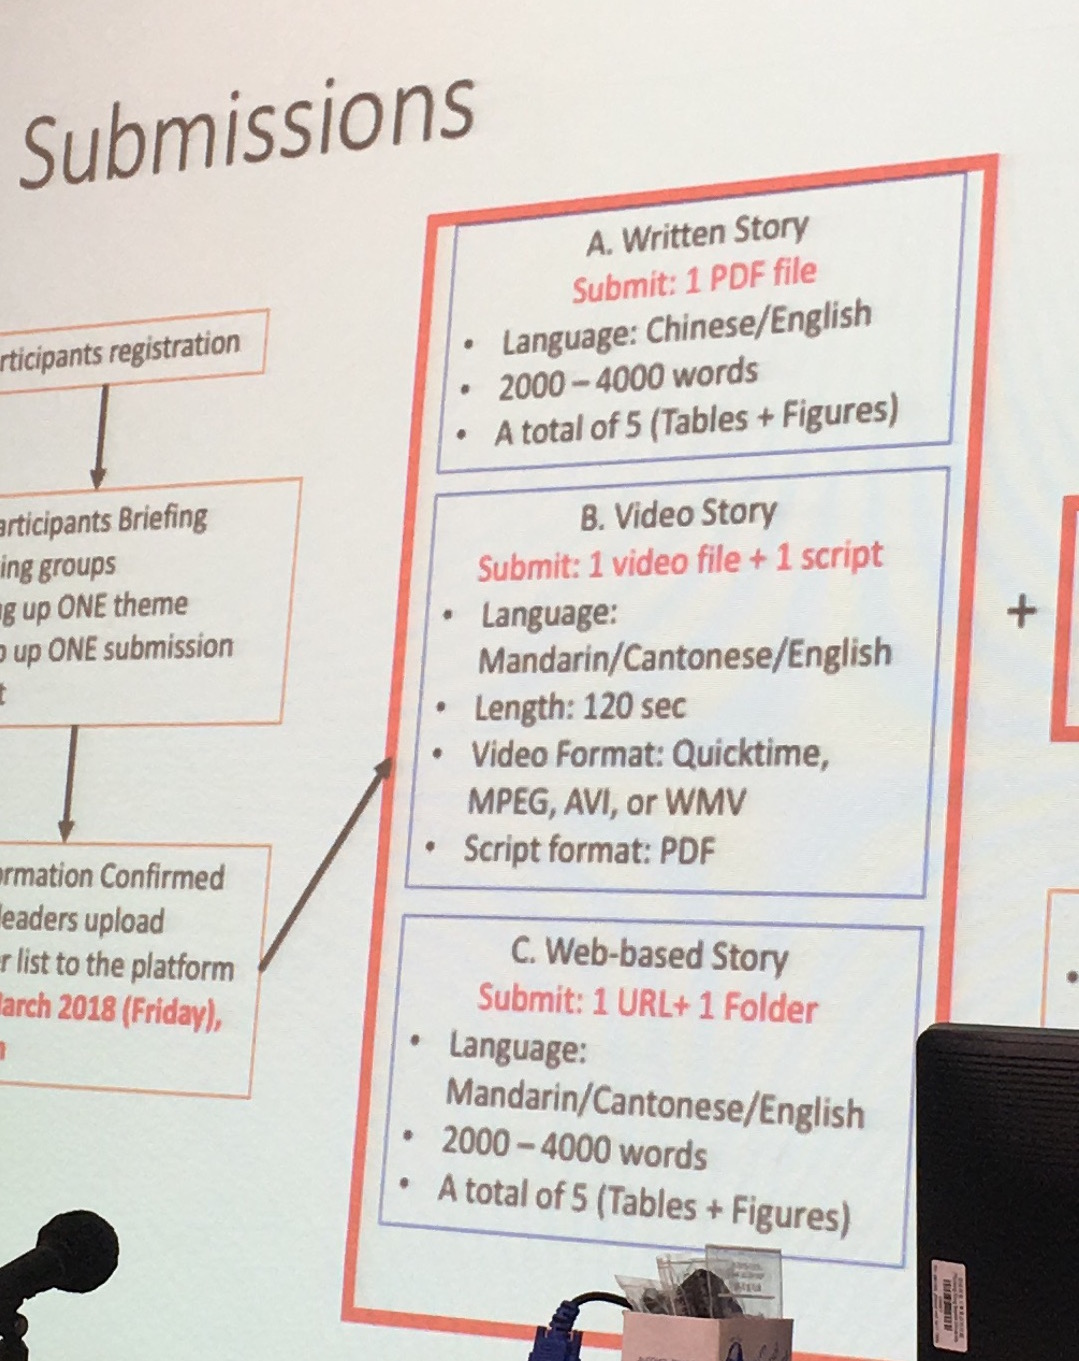 Submissions
rticipants registration
articipants Briefing
ing groups
g up ONE theme
up ONE submission
t
ormation Confirmed
leaders upload
r list to the platform
arch 2018 (Friday),
A. Written Story
Submit: 1 PDF file
• Language: Chinese/English
• 2000 – 4000 words
• A total of 5 (Tables + Figures)
B. Video Story
Submit: 1 video file + 1 script
• Language:
Mandarin/Cantonese/English
• Length: 120 sec
• Video Format: Quicktime,
MPEG, AVI, or WMV
• Script format: PDF
C. Web-based Story
Submit: 1 URL+ 1 Folder
• Language:
Mandarin/Cantonese/English
• 2000 – 4000 words
• A total of 5 (Tables + Figures)
+
•